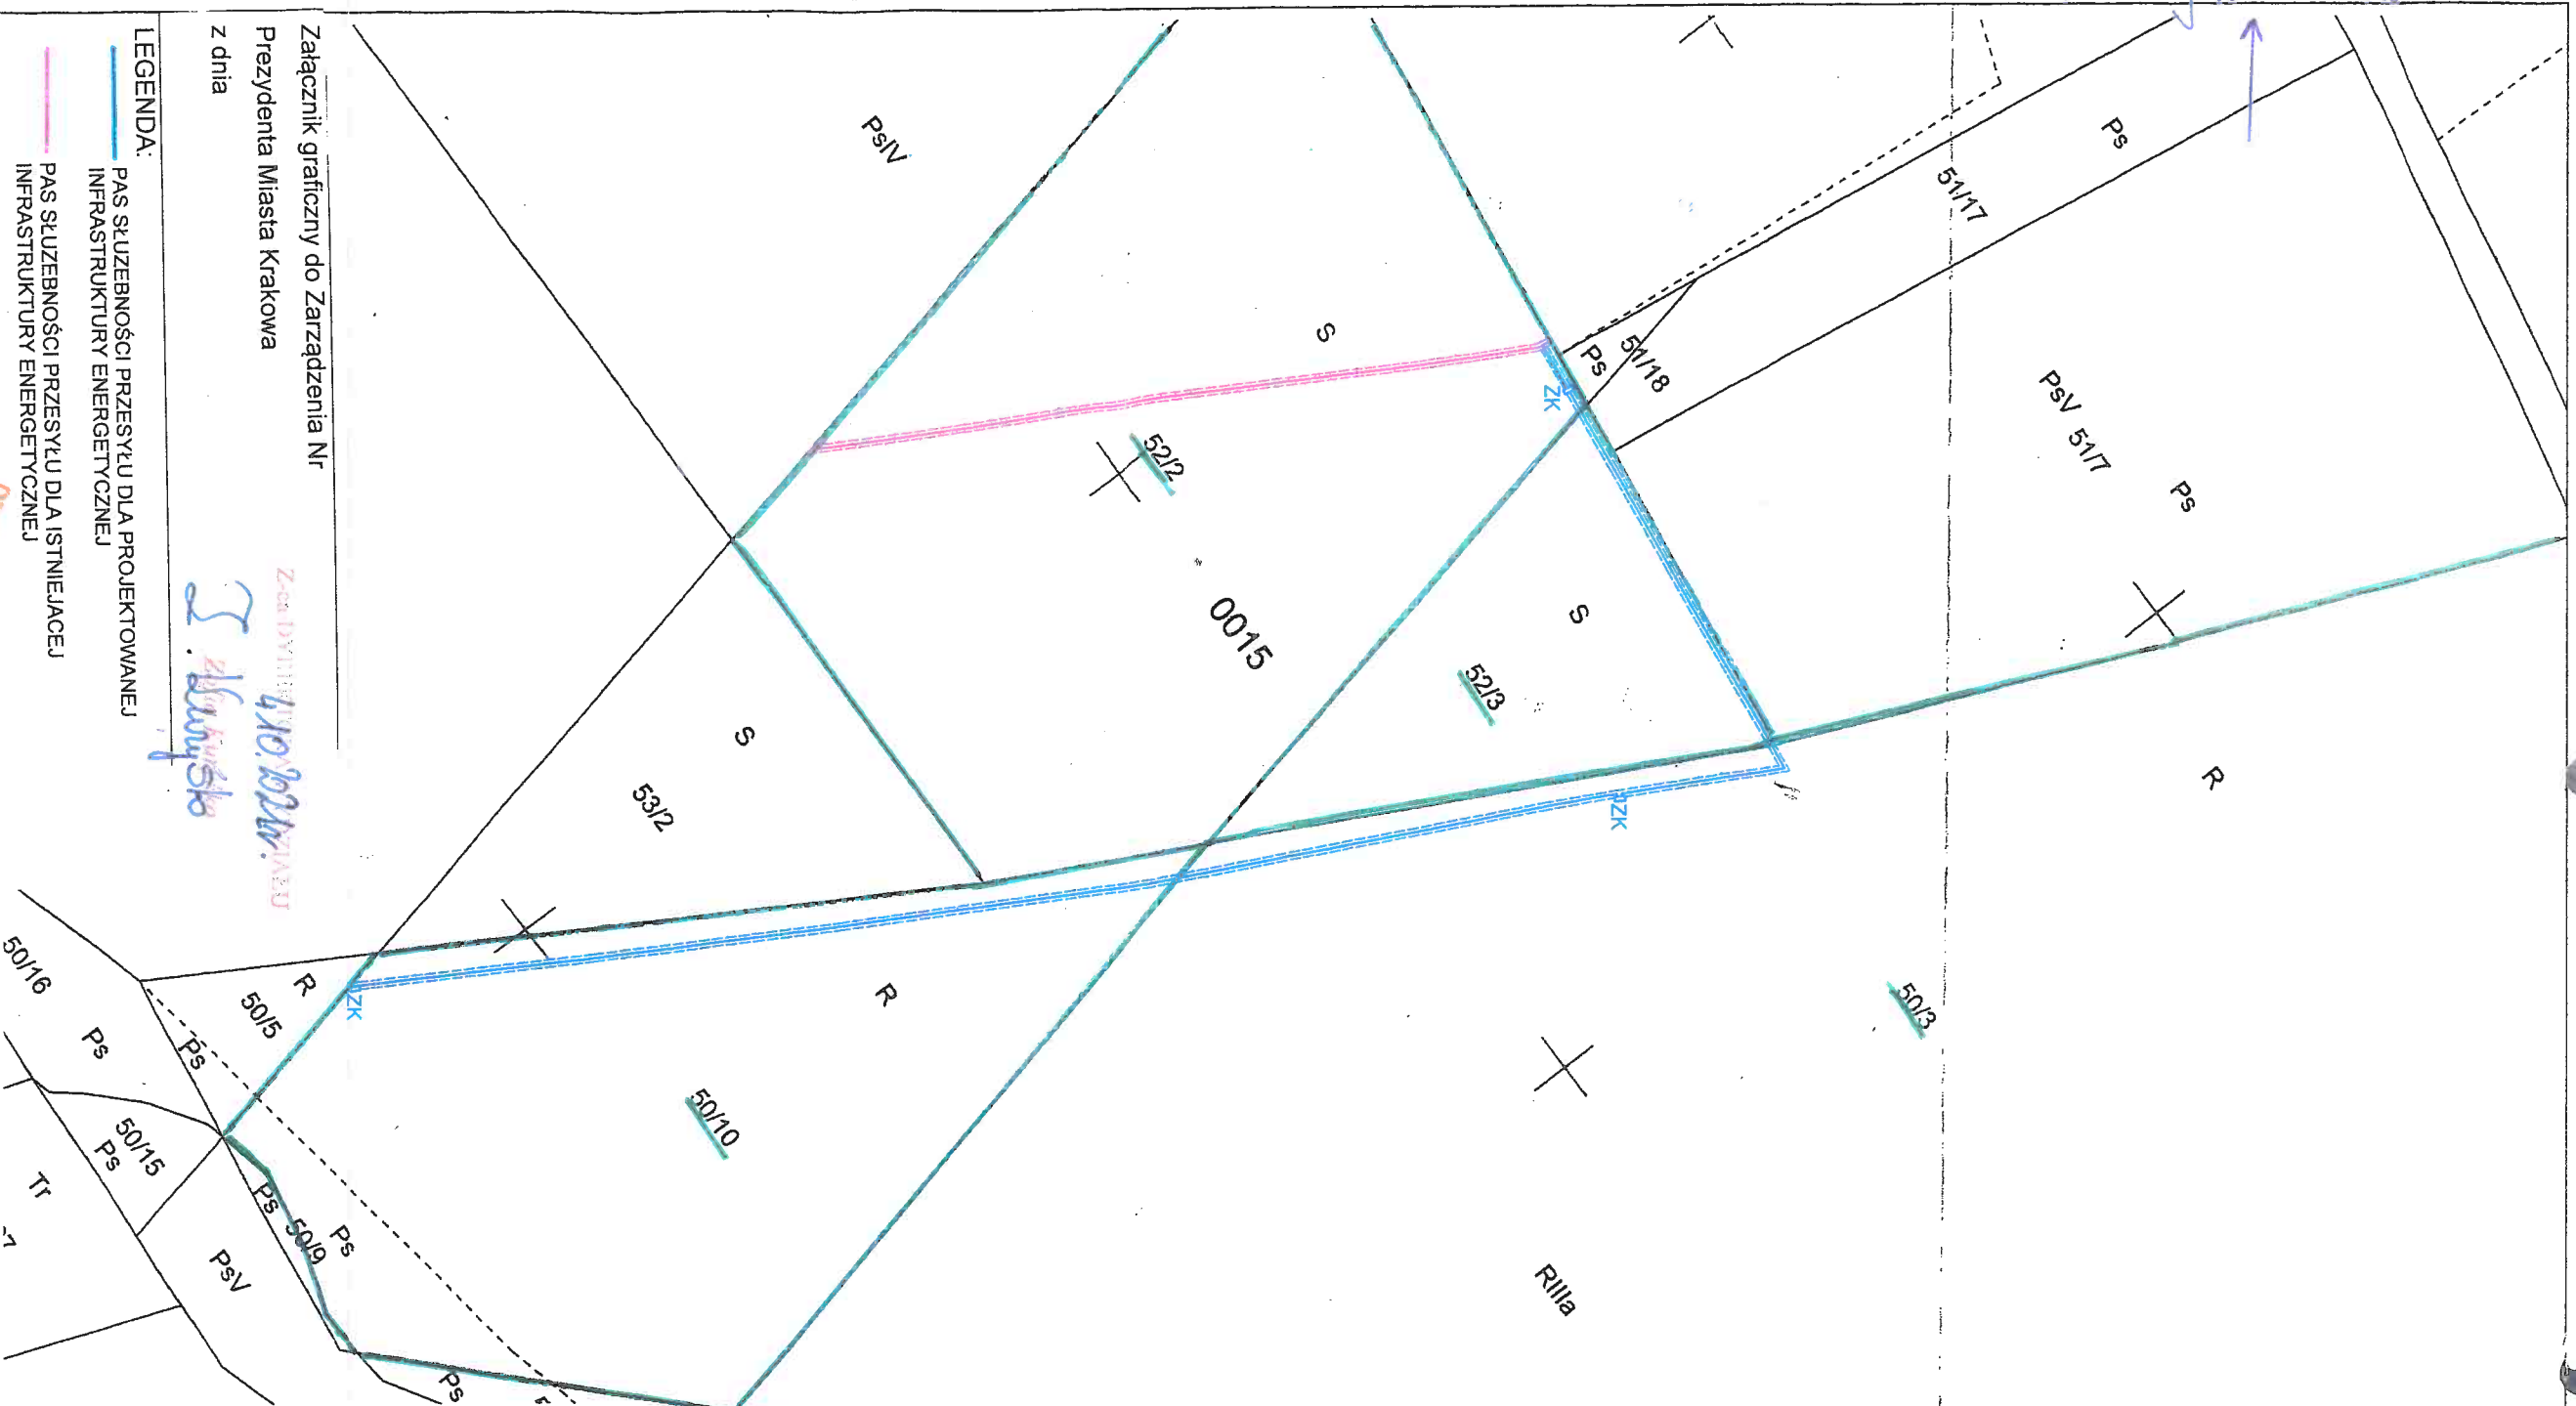 Załącznik graficzny do Zarządzenia Nr
Prezydenta Miasta Krakowa
z dnia
4.10.2021r.
LEGENDA:
PAS SŁUŻEBNOŚCI PRZESYŁU DLA PROJEKTOWANEJ
INFRASTRUKTURY ENERGETYCZNEJ
PAS SŁUŻEBNOŚCI PRZESYŁU DLA ISTNIEJĄCEJ
INFRASTRUKTURY ENERGETYCZNEJ
Ps
51/17
PsV 51/7
Ps
51/18
Ps
ZK
PsIV
S
52/2
0015
S
52/3
R
ZK
S
53/2
50/3
R
ZK
R
50/5
50/10
RIIIa
50/16
Ps
Ps
50/15
Ps
Tr
Ps
50/9
Ps
PsV
Ps